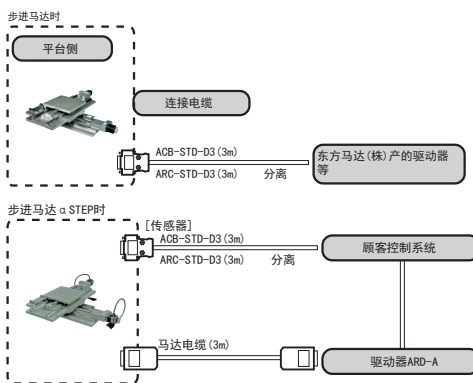 步进马达时
平台侧
连接电缆
ACB-STD-D3(3m)
ARC-STD-D3(3m)
分离
东方马达(株)产的驱动器
等
步进马达αSTEP时
[传感器]
ACB-STD-D3(3m)
ARC-STD-D3(3m)
分离
顾客控制系统
马达电缆(3m)
驱动器ARD-A